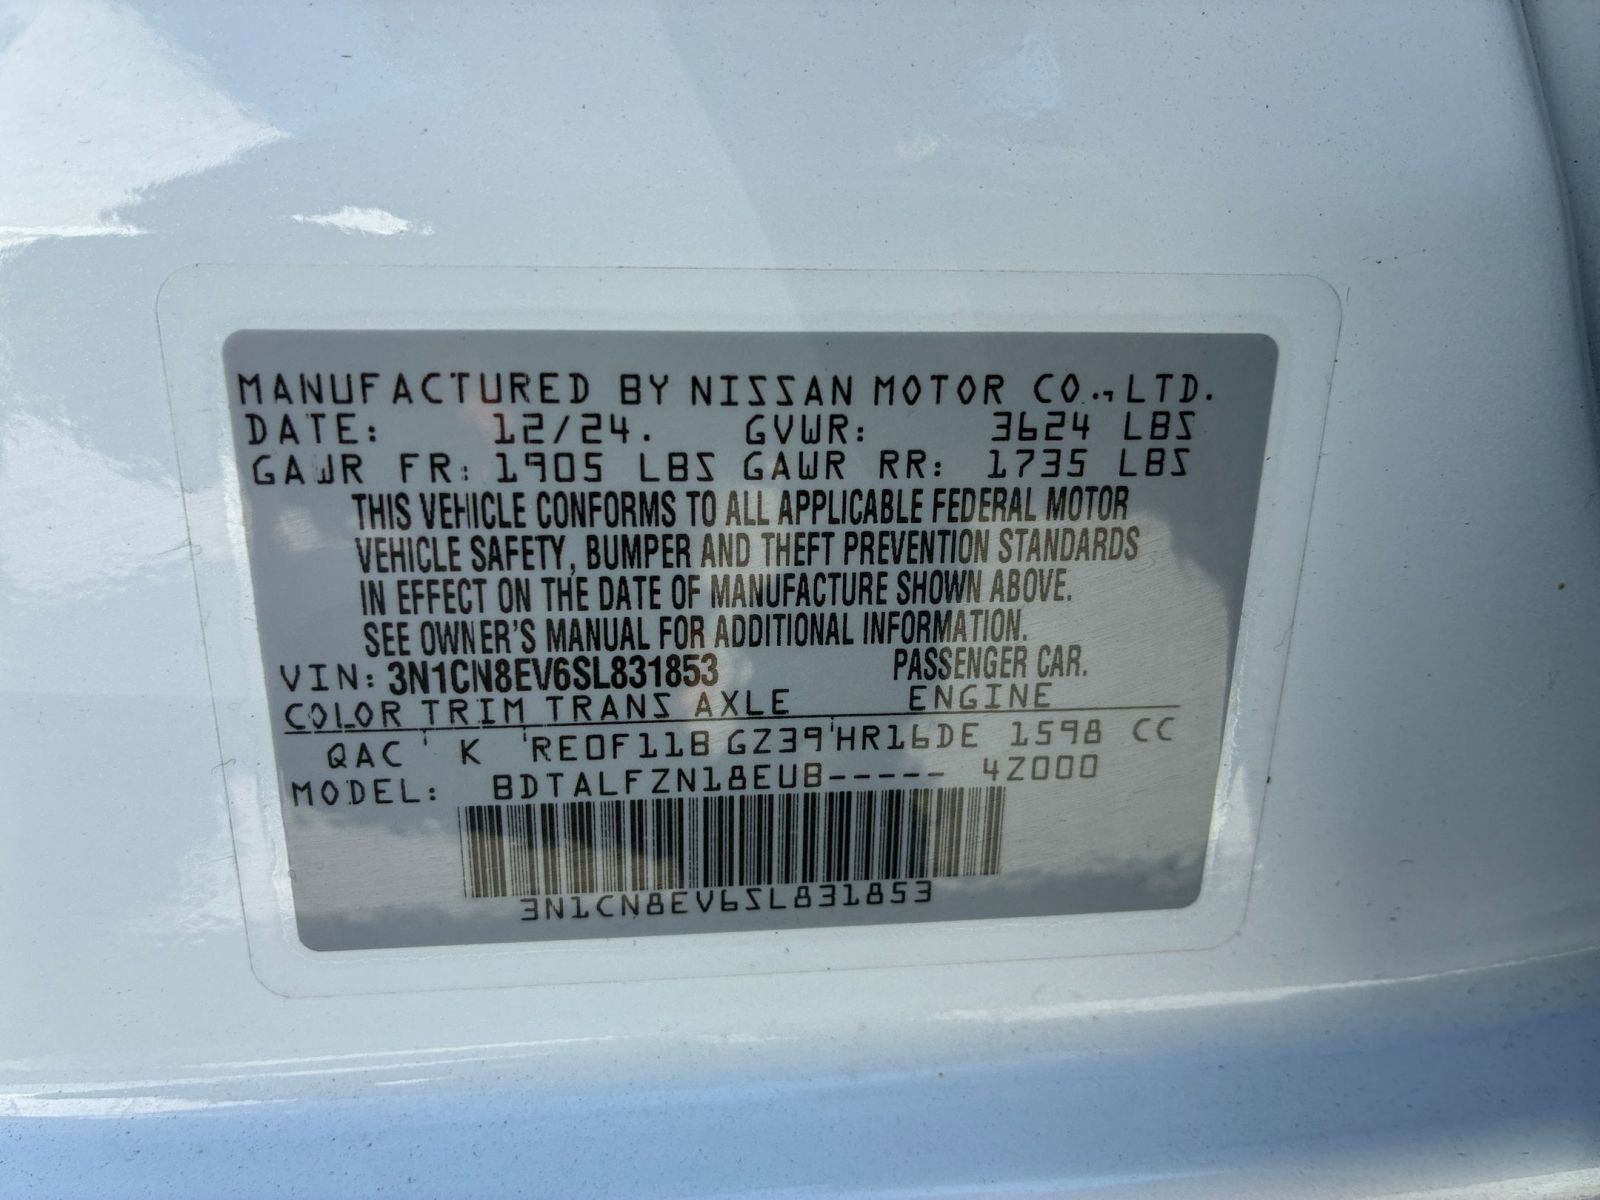 MANUFACTURED BY NISSAN MOTOR CO., LTD.
DATE: 12/24. GVWR: 3624 LBS
GAWR FR: 1905 LBS GAWR RR: 1735 LBS
THIS VEHICLE CONFORMS TO ALL APPLICABLE FEDERAL MOTOR
VEHICLE SAFETY, BUMPER AND THEFT PREVENTION STANDARDS
IN EFFECT ON THE DATE OF MANUFACTURE SHOWN ABOVE.
SEE OWNER'S MANUAL FOR ADDITIONAL INFORMATION.
VIN: 3N1CN8EV6SL831853 PASSENGER CAR.
COLOR TRIM TRANS AXLE ENGINE
QAC ' K ' RE0F11B GZ39 ' HR16DE 1598 CC
MODEL: BDTALFZN18EUB----- 4Z000
3N1CN8EV6SL831853